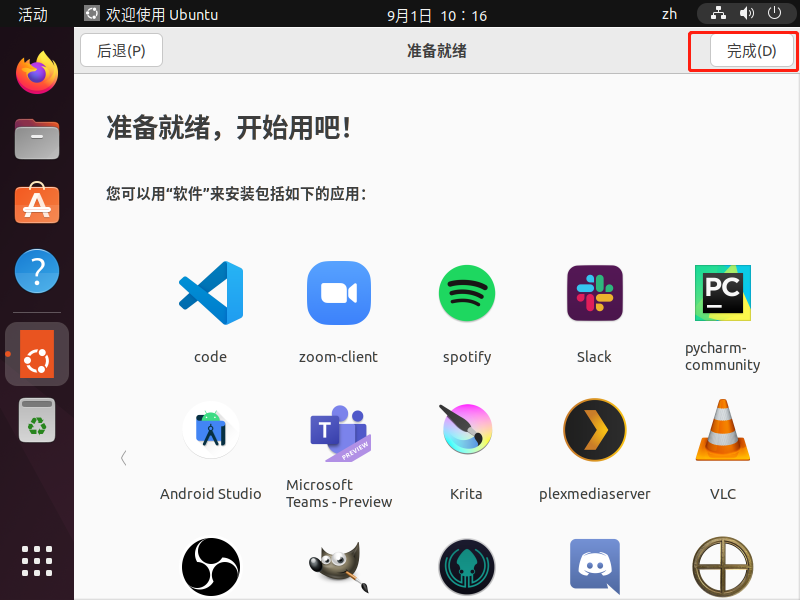 活动 欢迎使用 Ubuntu 9月1日 10：16 zh
后退(P) 准备就绪 完成(D)
准备就绪，开始用吧！
您可以用“软件”来安装包括如下的应用：
PC
code zoom-client spotify Slack pycharm-
community
T
PREVIEW
Android Studio Microsoft
Teams - Preview Krita plexmediaserver VLC